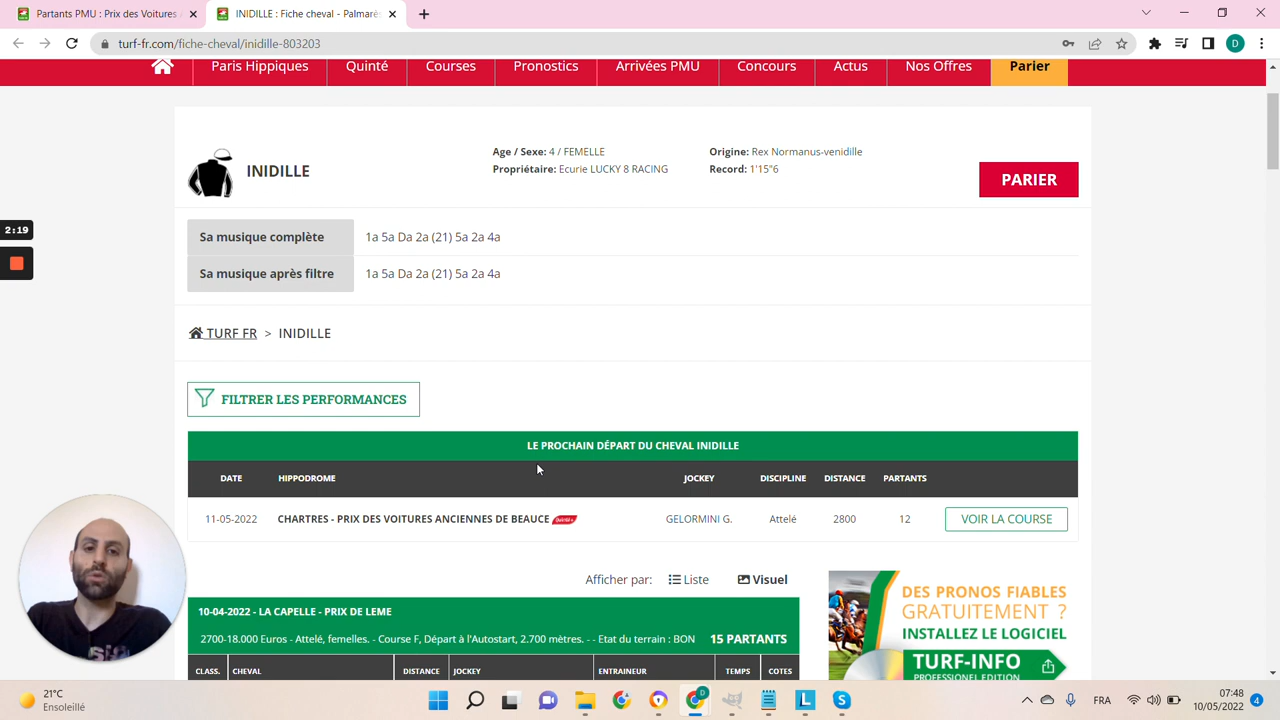 Partants PMU : Prix des Voitures A
INIDILLE : Fiche cheval - Palmarès
turf-fr.com/fiche-cheval/inidille-803203
D
Paris Hippiques
Quinté
Courses
Pronostics
Arrivées PMU
Concours
Actus
Nos Offres
Parier
INIDILLE
Age / Sexe: 4 / FEMELLE
Origine: Rex Normanus-venidille
Propriétaire: Ecurie LUCKY 8 RACING
Record: 1'15"6
PARIER
2:19
Sa musique complète 1a 5a Da 2a (21) 5a 2a 4a
Sa musique après filtre 1a 5a Da 2a (21) 5a 2a 4a
TURF FR > INIDILLE
FILTRER LES PERFORMANCES
LE PROCHAIN DÉPART DU CHEVAL INIDILLE
DATE HIPPODROME JOCKEY DISCIPLINE DISTANCE PARTANTS
11-05-2022 CHARTRES - PRIX DES VOITURES ANCIENNES DE BEAUCE Quinté+ GELORMINI G. Attelé 2800 12 VOIR LA COURSE
Afficher par: Liste Visuel
10-04-2022 - LA CAPELLE - PRIX DE LEME
2700-18.000 Euros - Attelé, femelles. - Course F, Départ à l'Autostart, 2.700 mètres. - - Etat du terrain : BON 15 PARTANTS
CLASS. CHEVAL DISTANCE JOCKEY ENTRAINEUR TEMPS COTES
DES PRONOS FIABLES
GRATUITEMENT ?
INSTALLEZ LE LOGICIEL
TURF-INFO
PROFESSIONEL EDITION
21°C
Ensoleillé
D
L
S
FRA
07:48
10/05/2022
4